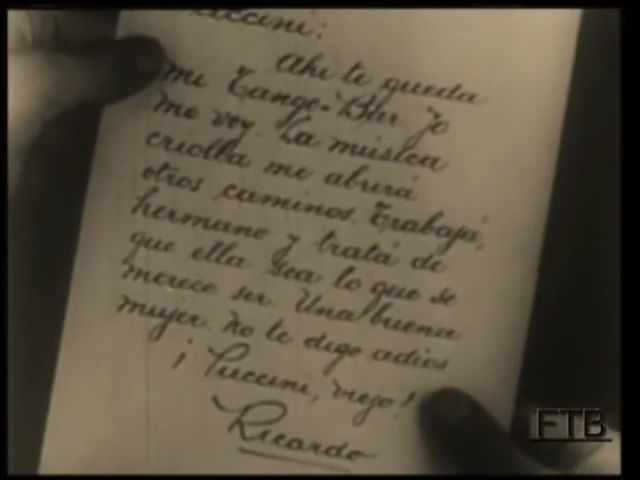 Puccini:
Ahí te queda
mi Tango-Bar. Yo
me voy. La música
criolla me abrirá
otros caminos. Trabajá,
hermano y tratá de
que ella sea lo que se
merece ser. Una buena
mujer. No te digo adios
¡Puccini, viejo!
Ricardo
FTB